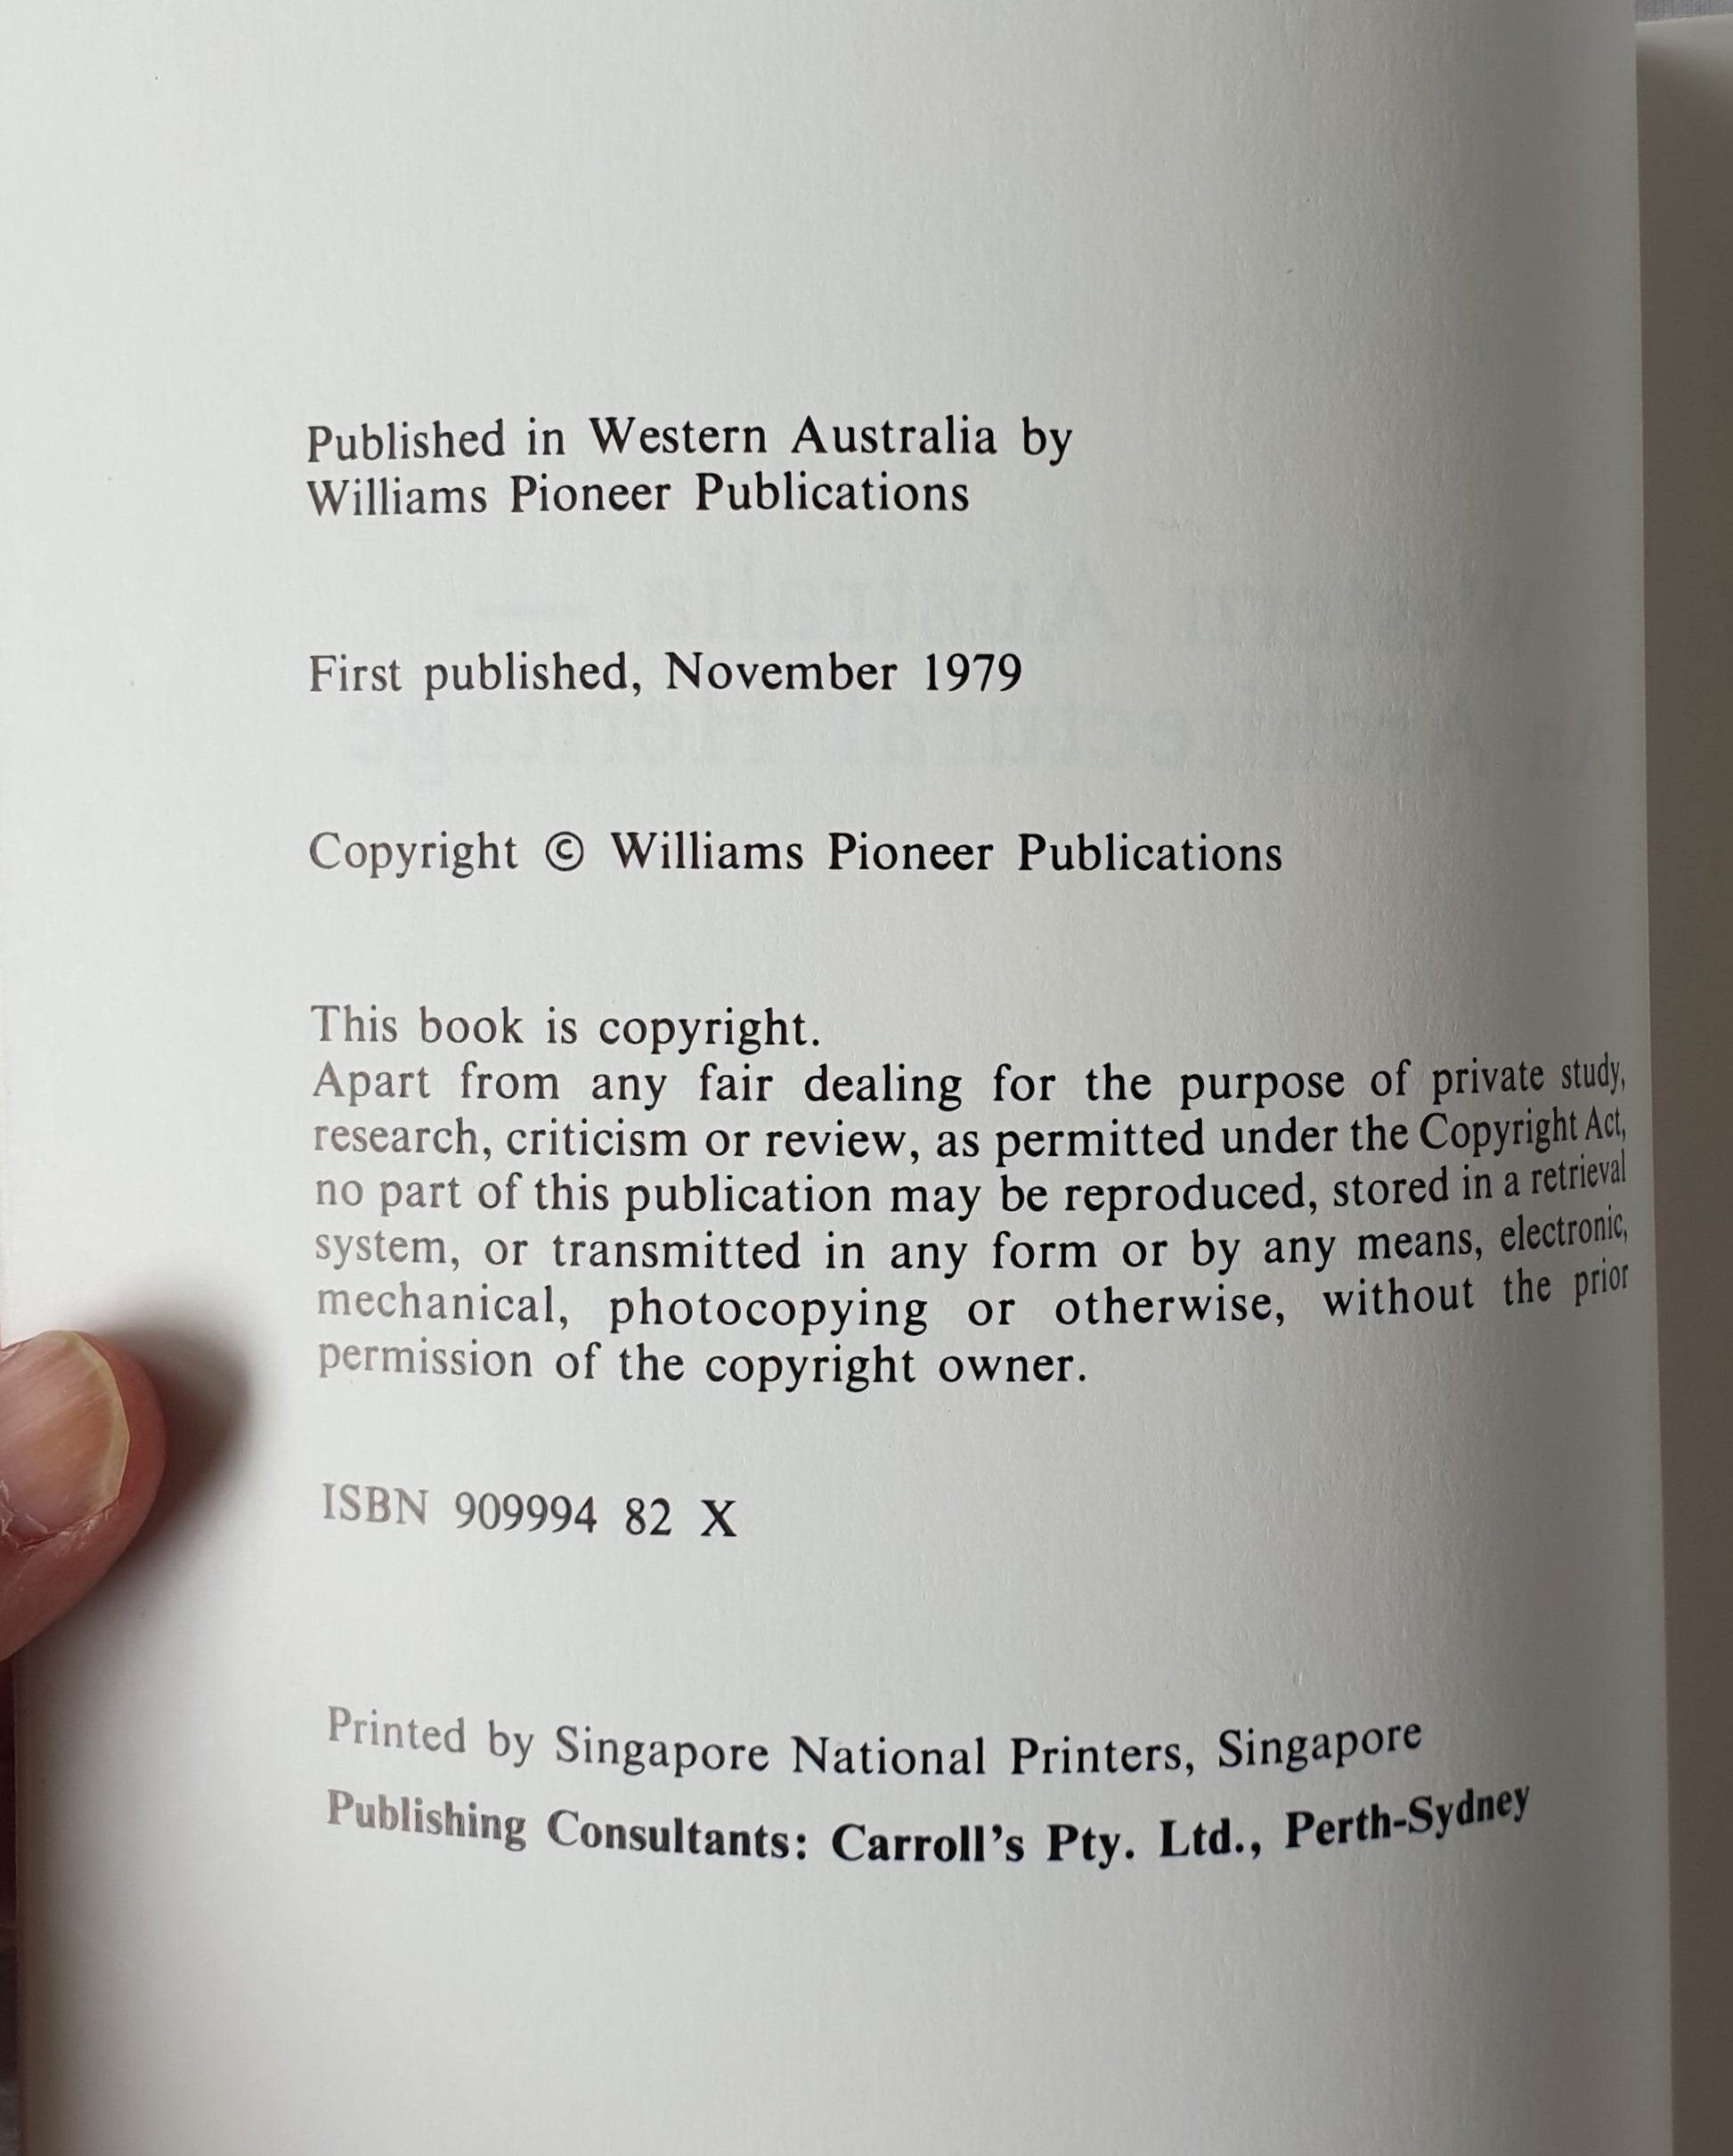 Published in Western Australia by
Williams Pioneer Publications
Western Australia —
Architectural Heritage
First published, November 1979
Copyright © Williams Pioneer Publications
This book is copyright.
Apart from any fair dealing for the purpose of private study,
research, criticism or review, as permitted under the Copyright Act,
no part of this publication may be reproduced, stored in a retrieval
system, or transmitted in any form or by any means, electronic,
mechanical, photocopying or otherwise, without the prior
permission of the copyright owner.
ISBN 909994 82 X
Printed by Singapore National Printers, Singapore
Publishing Consultants: Carroll's Pty. Ltd., Perth-Sydney